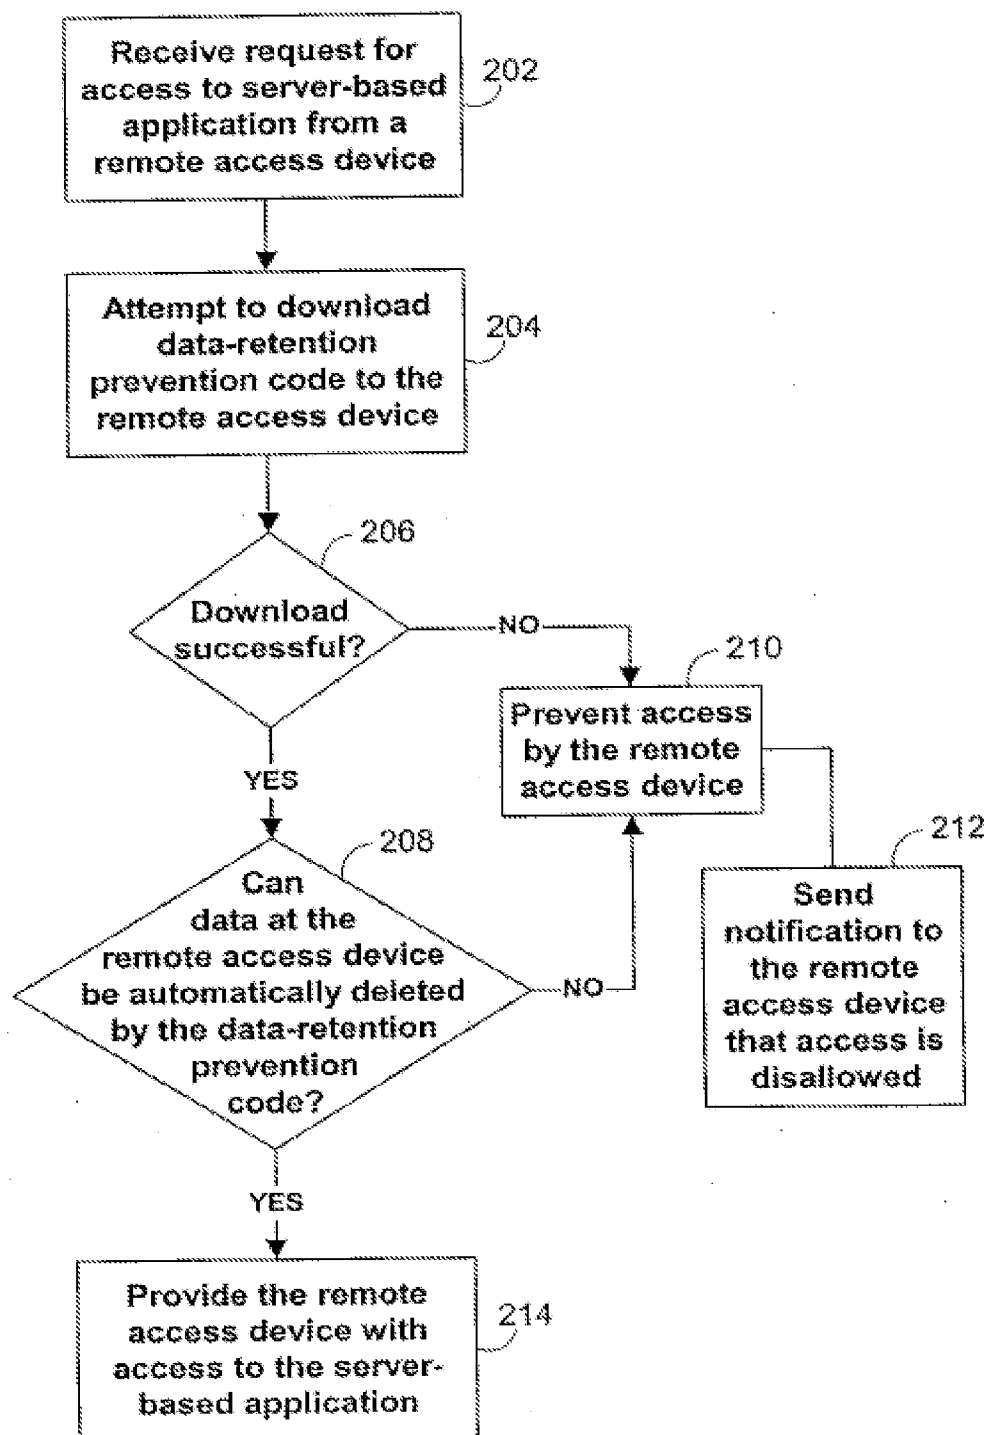 Receive request for
access to server-based
application from a
remote access device
202
Attempt to download
data-retention
prevention code to the
remote access device
204
206
Download
successful?
NO
210
Prevent access
by the remote
access device
YES
208
Can
data at the
remote access device
be automatically deleted
by the data-retention
prevention
code?
NO
212
Send
notification to
the remote
access device
that access is
disallowed
YES
Provide the remote
access device with
access to the server-
based application
214